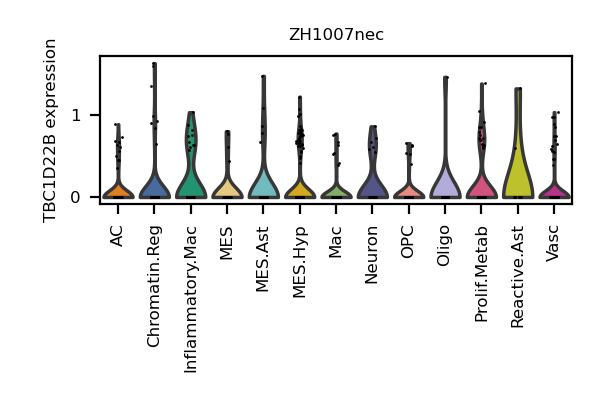 ZH1007nec
TBC1D22B expression
1
0
AC
Chromatin.Reg
Inflammatory.Mac
MES
MES.Ast
MES.Hyp
Mac
Neuron
OPC
Oligo
Prolif.Metab
Reactive.Ast
Vasc